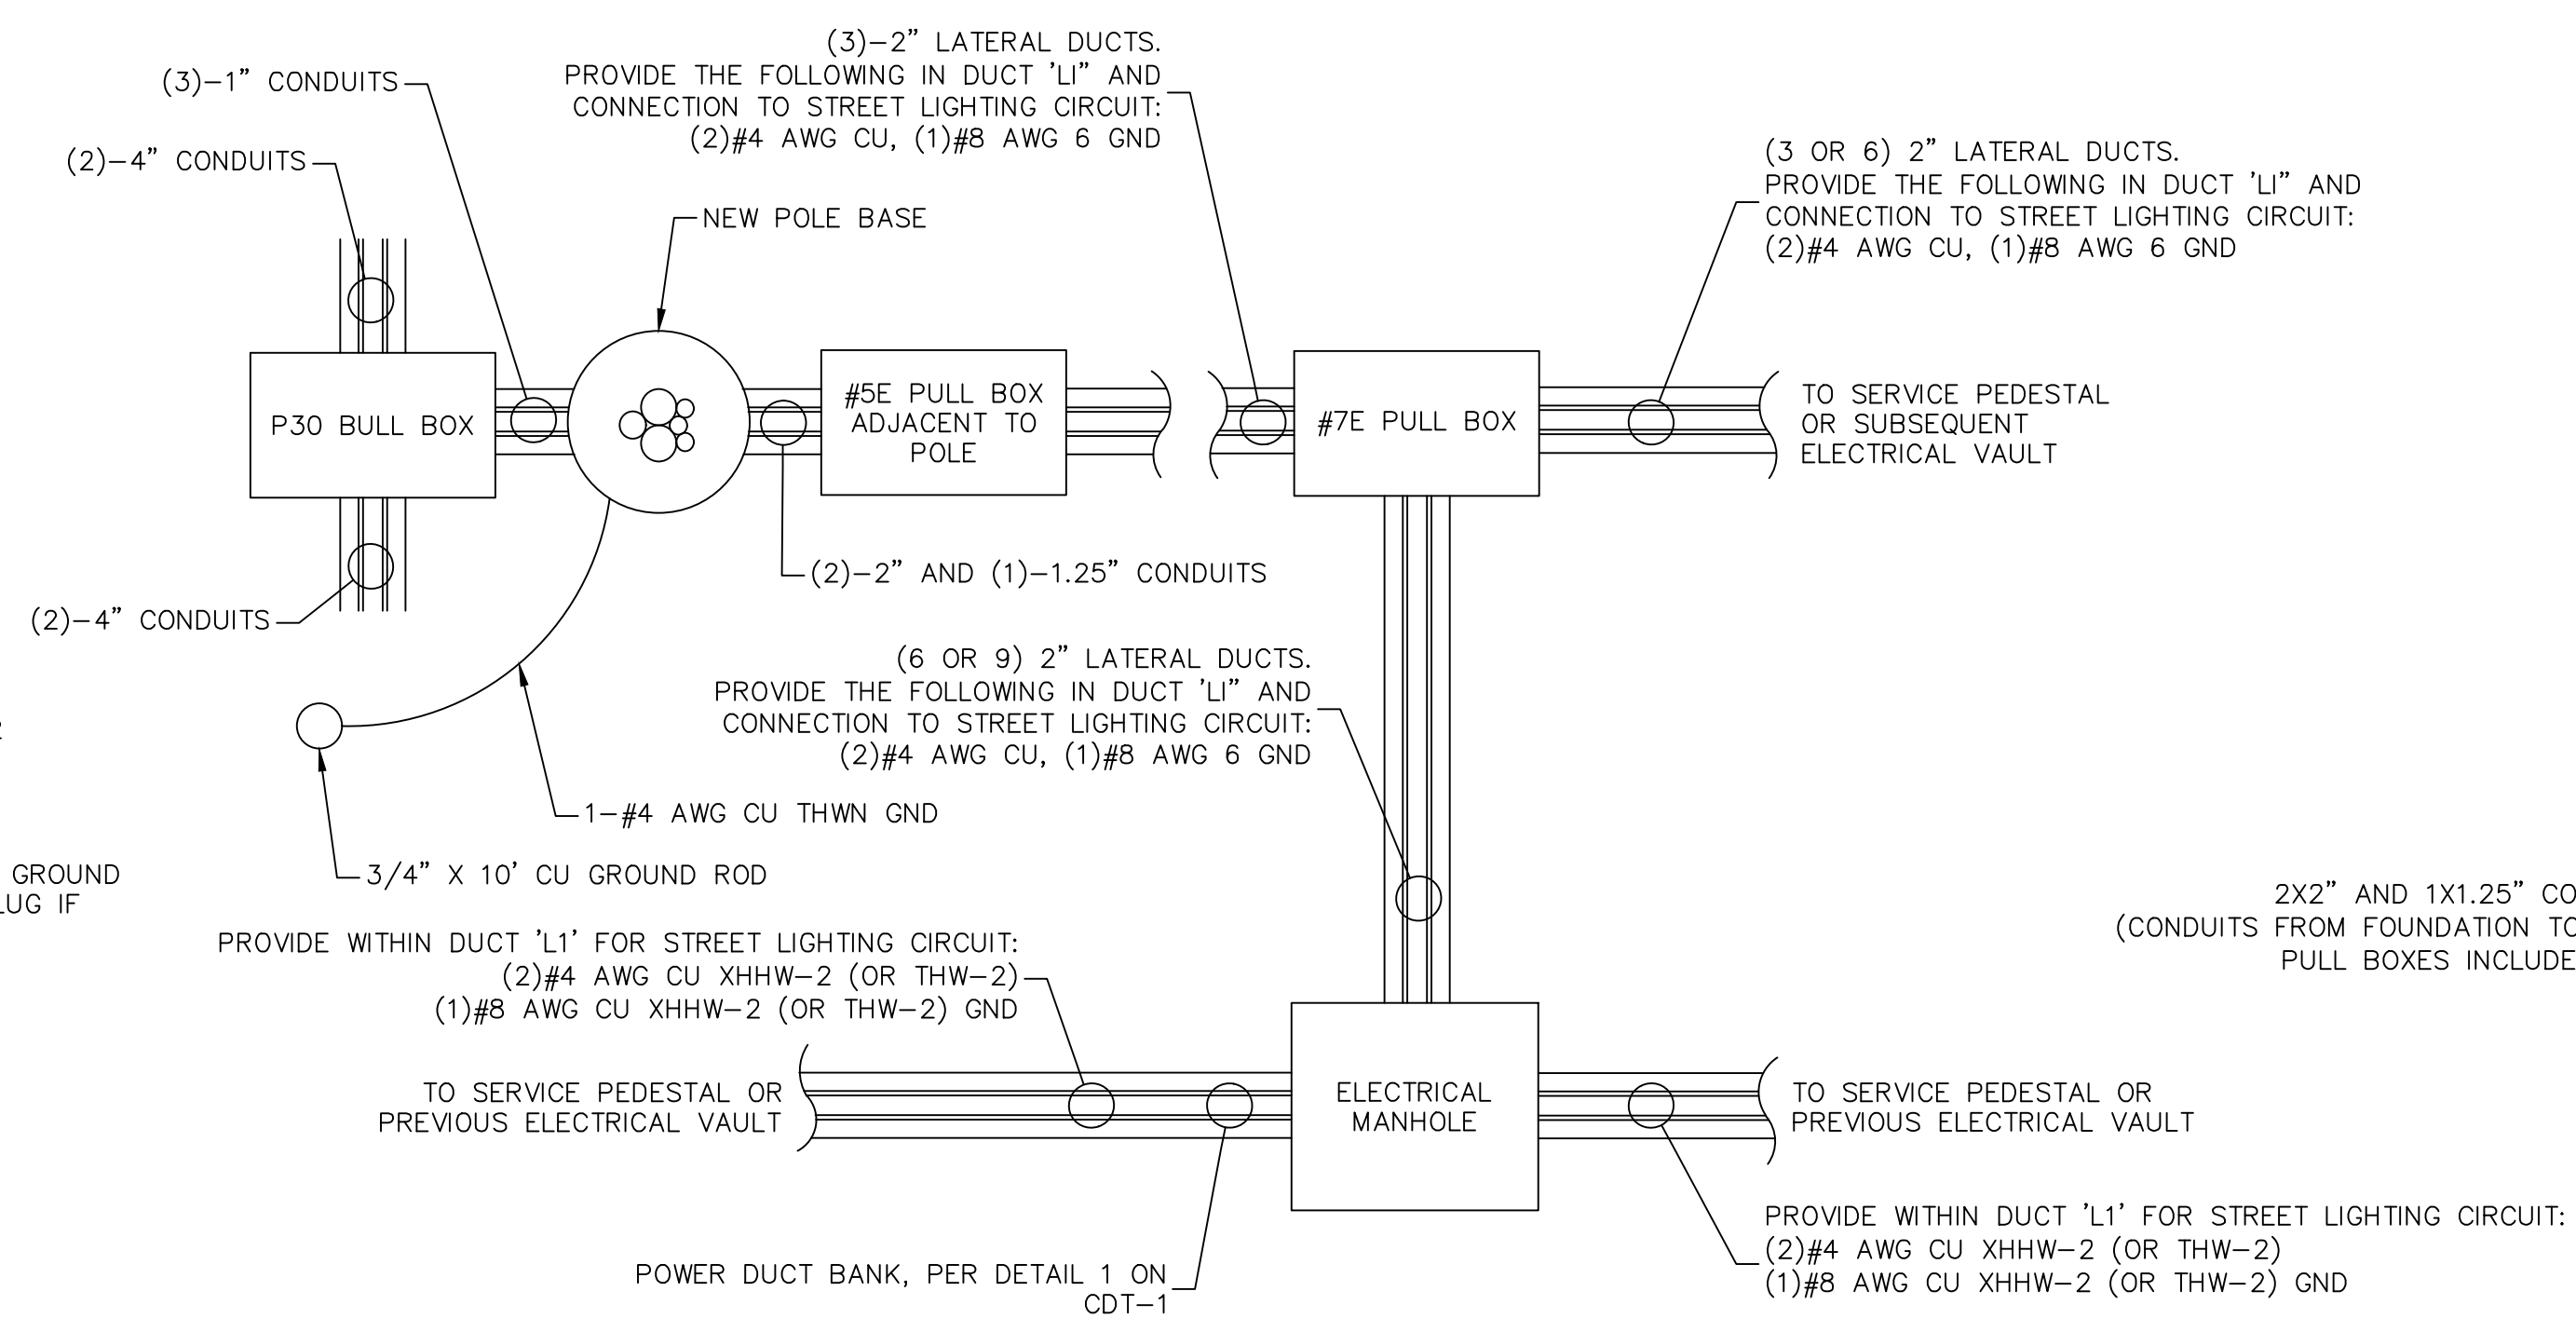 (3)-2" LATERAL DUCTS.
PROVIDE THE FOLLOWING IN DUCT 'LI" AND
CONNECTION TO STREET LIGHTING CIRCUIT:
(2)#4 AWG CU, (1)#8 AWG 6 GND
(3)-1" CONDUITS
(2)-4" CONDUITS
NEW POLE BASE
(3 OR 6) 2" LATERAL DUCTS.
PROVIDE THE FOLLOWING IN DUCT 'LI" AND
CONNECTION TO STREET LIGHTING CIRCUIT:
(2)#4 AWG CU, (1)#8 AWG 6 GND
P30 BULL BOX
#5E PULL BOX
ADJACENT TO
POLE
#7E PULL BOX
TO SERVICE PEDESTAL
OR SUBSEQUENT
ELECTRICAL VAULT
(2)-2" AND (1)-1.25" CONDUITS
(2)-4" CONDUITS
(6 OR 9) 2" LATERAL DUCTS.
PROVIDE THE FOLLOWING IN DUCT 'LI" AND
CONNECTION TO STREET LIGHTING CIRCUIT:
(2)#4 AWG CU, (1)#8 AWG 6 GND
1-#4 AWG CU THWN GND
3/4" X 10' CU GROUND ROD
GROUND
LUG IF
2X2" AND 1X1.25" CO
(CONDUITS FROM FOUNDATION TO
PULL BOXES INCLUDE
PROVIDE WITHIN DUCT 'L1' FOR STREET LIGHTING CIRCUIT:
(2)#4 AWG CU XHHW-2 (OR THW-2)
(1)#8 AWG CU XHHW-2 (OR THW-2) GND
TO SERVICE PEDESTAL OR
PREVIOUS ELECTRICAL VAULT
ELECTRICAL
MANHOLE
TO SERVICE PEDESTAL OR
PREVIOUS ELECTRICAL VAULT
PROVIDE WITHIN DUCT 'L1' FOR STREET LIGHTING CIRCUIT:
(2)#4 AWG CU XHHW-2 (OR THW-2)
(1)#8 AWG CU XHHW-2 (OR THW-2) GND
POWER DUCT BANK, PER DETAIL 1 ON
CDT-1